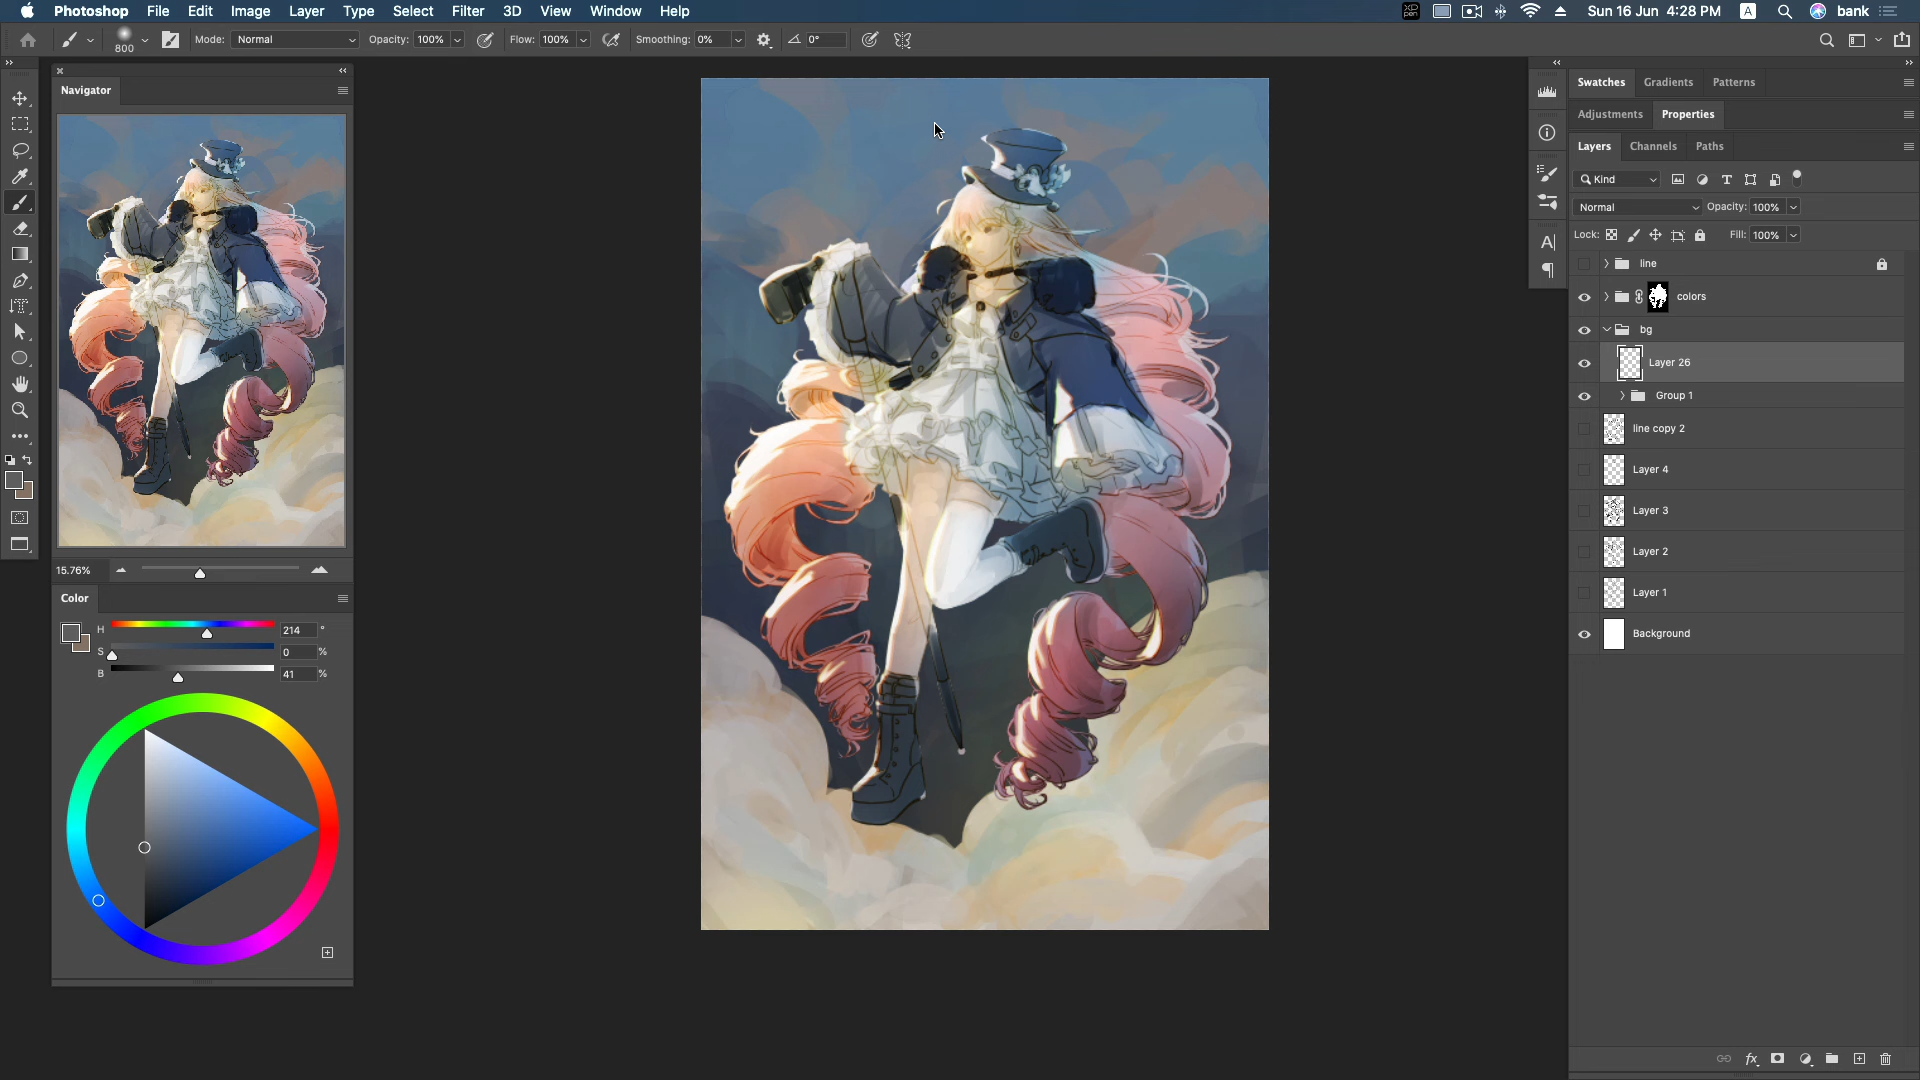 Photoshop File Edit Image Layer Type Select Filter 3D View Window Help
XD pen Sun 16 Jun 4:28 PM A bank
800 Mode: Normal Opacity: 100% Flow: 100% Smoothing: 0% 0°
Navigator
15.76%
Color
H 214 °
S 0 %
B 41 %
Swatches Gradients Patterns
Adjustments Properties
Layers Channels Paths
Kind
Normal Opacity: 100%
Lock: Fill: 100%
line
colors
bg
Layer 26
Group 1
line copy 2
Layer 4
Layer 3
Layer 2
Layer 1
Background